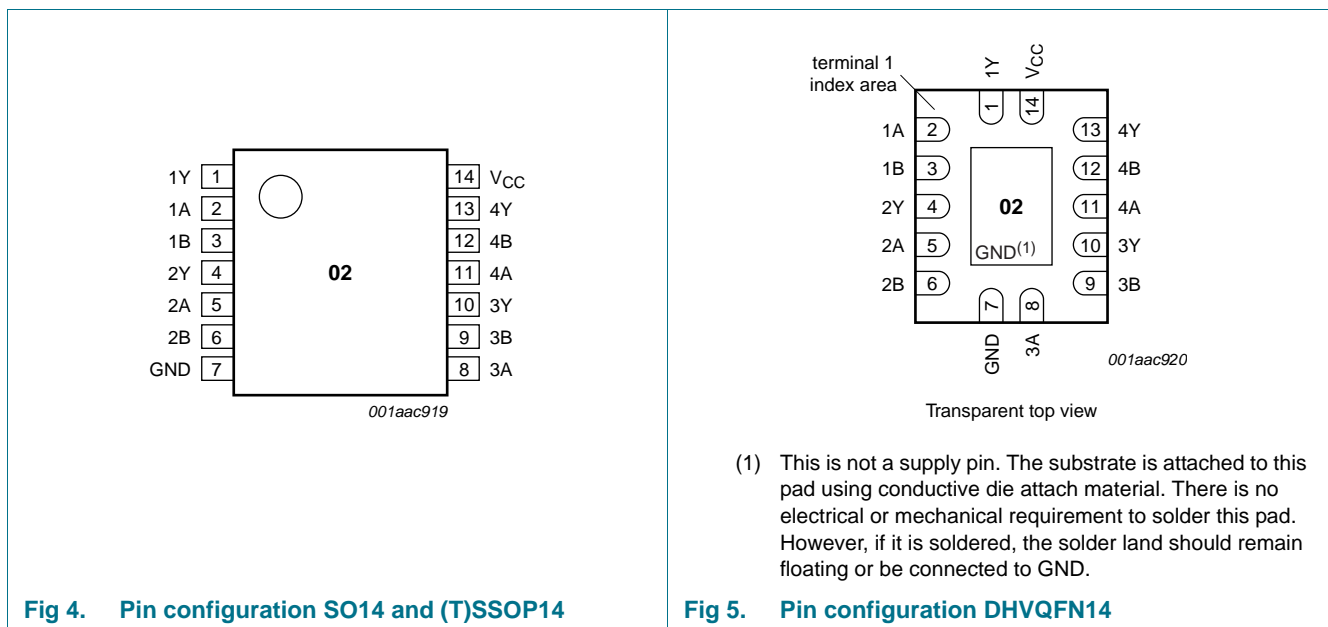 1Y 1
1A 2
1B 3
2Y 4
2A 5
2B 6
GND 7
02
14 VCC
13 4Y
12 4B
11 4A
10 3Y
9 3B
8 3A
001aac919
Fig 4. Pin configuration SO14 and (T)SSOP14
terminal 1
index area
1Y VCC
1 14
1A 2
1B 3
2Y 4
2A 5
2B 6
02
GND(1)
13 4Y
12 4B
11 4A
10 3Y
9 3B
7 8
GND 3A
001aac920
Transparent top view
(1) This is not a supply pin. The substrate is attached to this
pad using conductive die attach material. There is no
electrical or mechanical requirement to solder this pad.
However, if it is soldered, the solder land should remain
floating or be connected to GND.
Fig 5. Pin configuration DHVQFN14